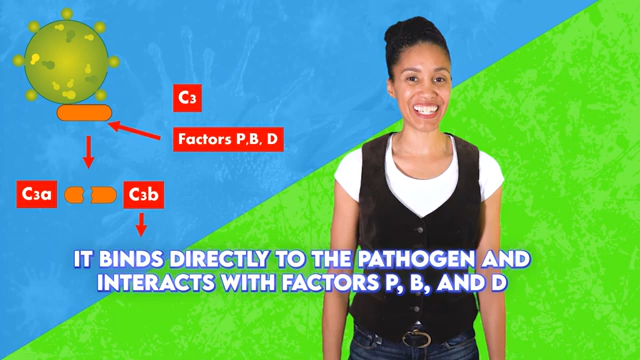 C3
Factors P,B, D
C3a
C3b
IT BINDS DIRECTLY TO THE PATHOGEN AND
INTERACTS WITH FACTORS P, B, AND D